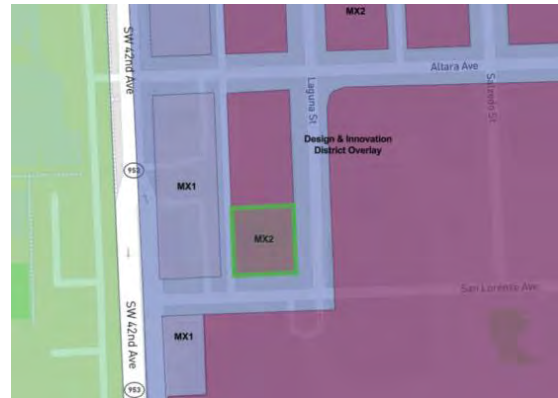 MX2
SW 42nd Ave
Altara Ave
Laguna St
Salzedo St
Design & Innovation
District Overlay
953
MX1
MX2
San Lorenzo Ave
SW 42nd Ave
MX1
953